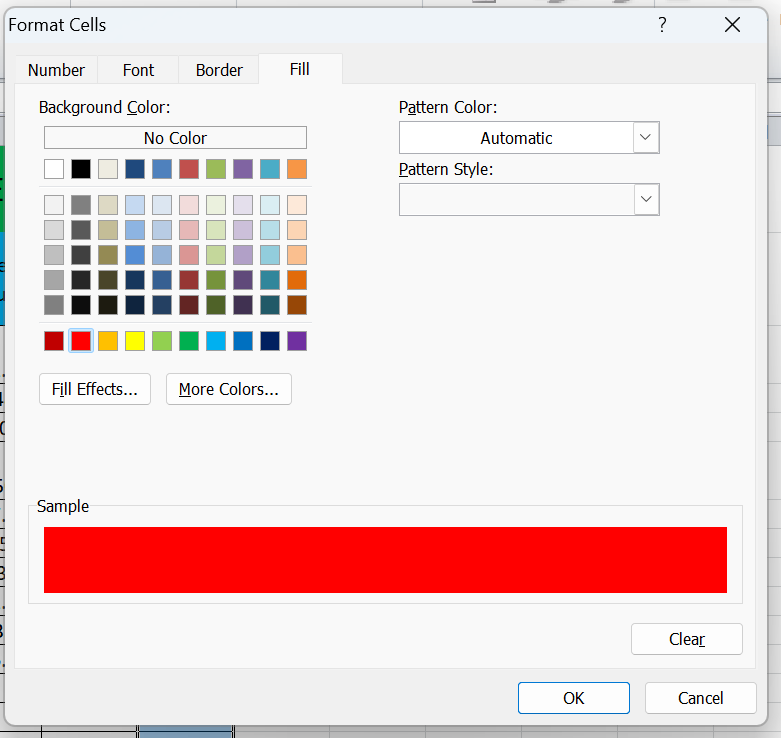 Format Cells ?
Number Font Border Fill
Background Color: Pattern Color:
No Color Automatic
Pattern Style:
Fill Effects... More Colors...
Sample
Clear
OK Cancel